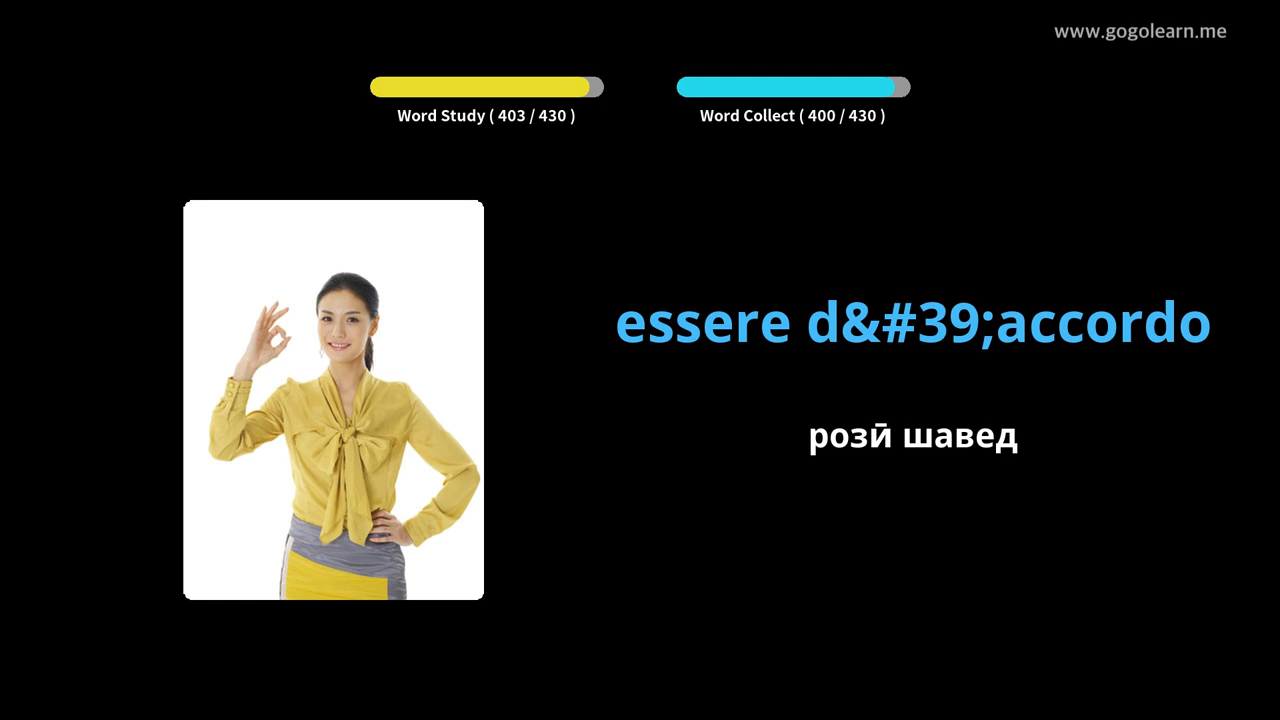 www.gogolearn.me
Word Study ( 403 / 430 )
Word Collect ( 400 / 430 )
essere d&#39;accordo
розӣ шавед